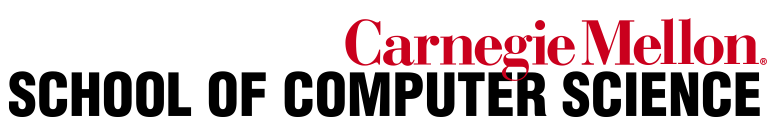 Carnegie Mellon®
SCHOOL OF COMPUTER SCIENCE